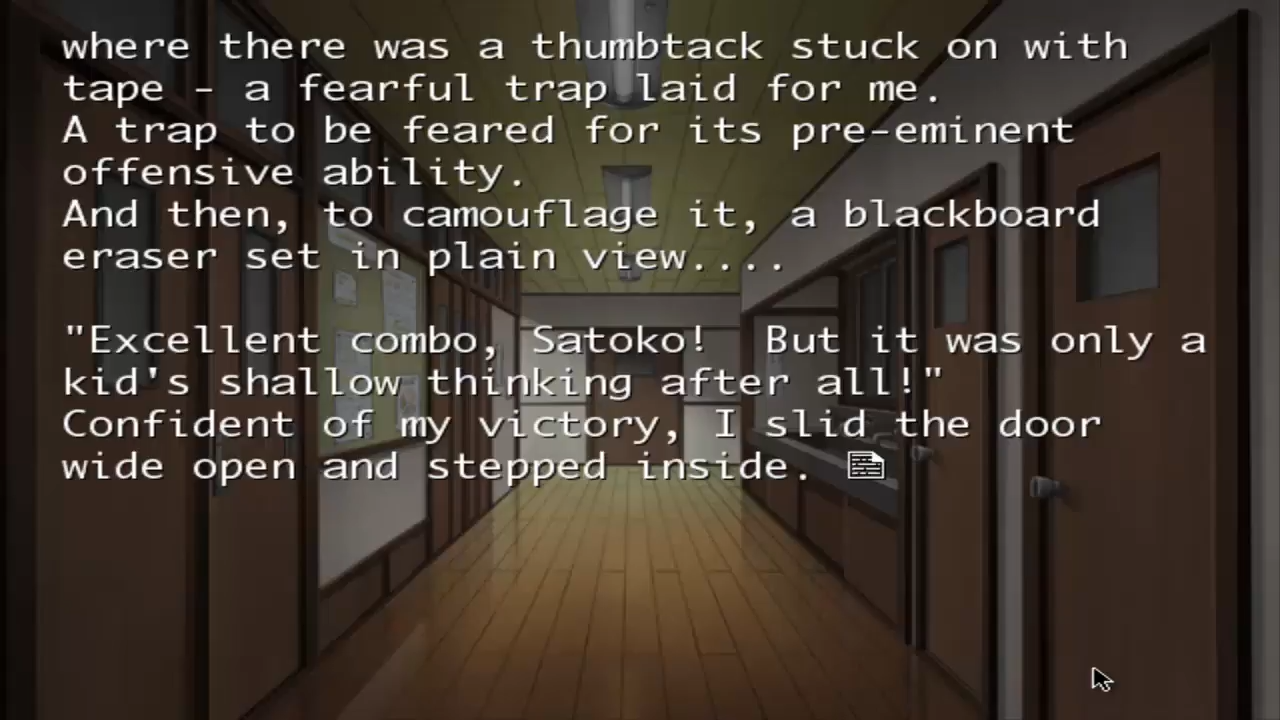 where there was a thumbtack stuck on with
tape - a fearful trap laid for me.
A trap to be feared for its pre-eminent
offensive ability.
And then, to camouflage it, a blackboard
eraser set in plain view....
"Excellent combo, Satoko!  But it was only a
kid's shallow thinking after all!"
Confident of my victory, I slid the door
wide open and stepped inside.